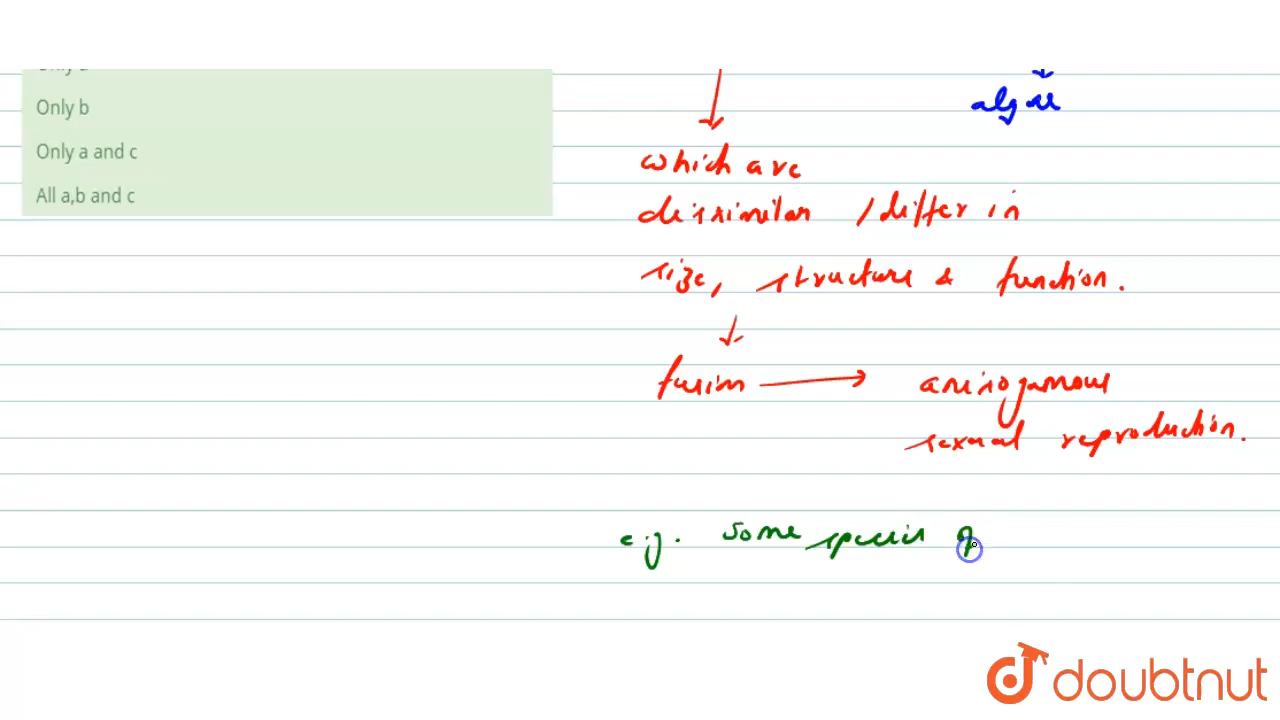 Only b
Only a and c
All a,b and c
algae
which are
dissimilar / differ in
size, structure & function.
fusion → anisogamous
sexual reproduction.
e.g. Some species of
doubtnut